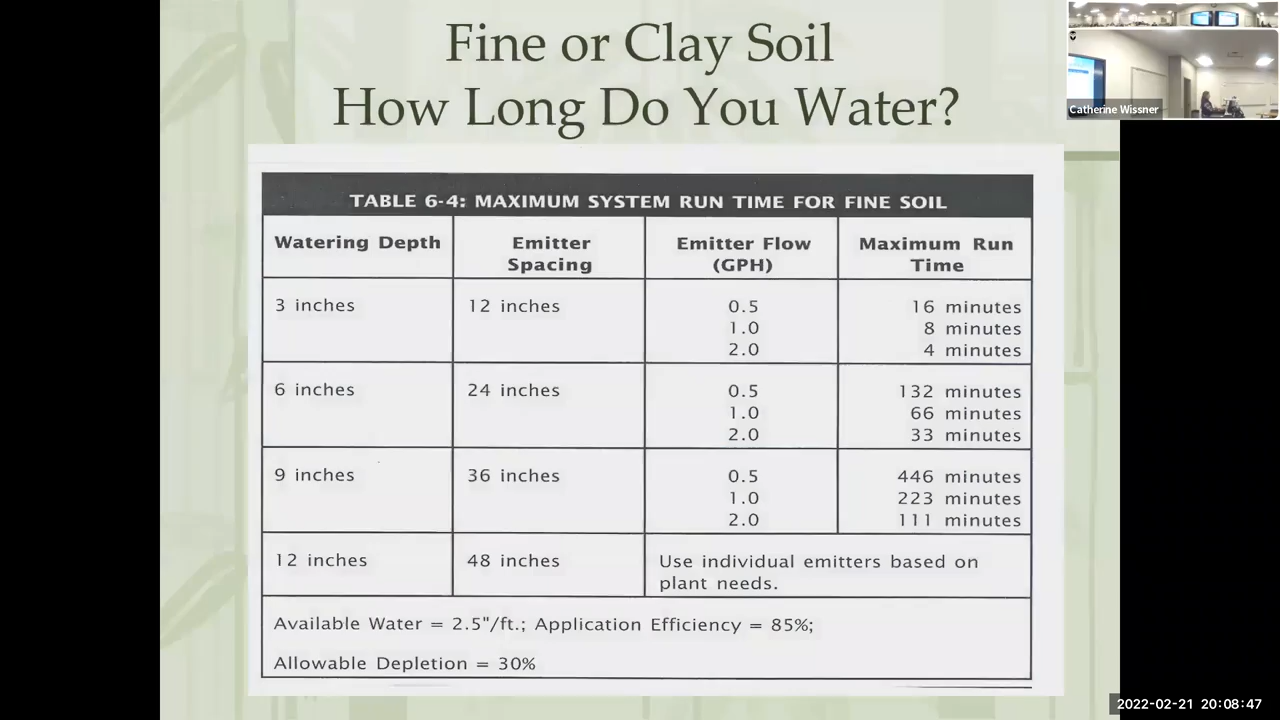 Fine or Clay Soil
How Long Do You Water?
Catherine Wissner
TABLE 6-4: MAXIMUM SYSTEM RUN TIME FOR FINE SOIL
Watering Depth
Emitter
Spacing
Emitter Flow
(GPH)
Maximum Run
Time
3 inches 12 inches 0.5 16 minutes
1.0 8 minutes
2.0 4 minutes
6 inches 24 inches 0.5 132 minutes
1.0 66 minutes
2.0 33 minutes
9 inches 36 inches 0.5 446 minutes
1.0 223 minutes
2.0 111 minutes
12 inches 48 inches Use individual emitters based on
plant needs.
Available Water = 2.5"/ft.; Application Efficiency = 85%;
Allowable Depletion = 30%
2022-02-21 20:08:47